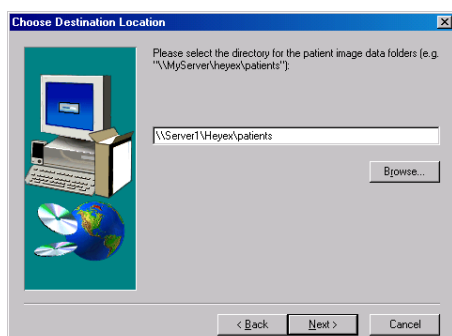 Choose Destination Location
Please select the directory for the patient image data folders (e.g.
"\\MyServer\heyex\patients"):
\\Server1\Heyex\patients
Browse...
< Back
Next >
Cancel